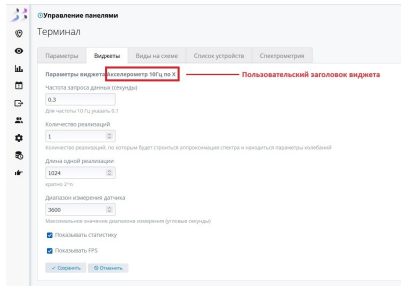 Управление панелями
Терминал
Параметры
Виджеты
Виды на схеме
Список устройств
Спектрометрия
Параметры виджета Акселерометр 10Гц по X
Пользовательский заголовок виджета
Частота запроса данных (секунды)
0.3
Для частоты 10 Гц указать 0.1
Количество реализаций
1
Количество реализаций, по которым будет строиться аппроксимация спектра и находиться параметры колебаний
Длина одной реализации
1024
кратно 2^n
Диапазон измерения датчика
3600
Максимальное значение диапазона измерения (угловые секунды)
Показывать статистику
Показывать FPS
Сохранить
Отменить